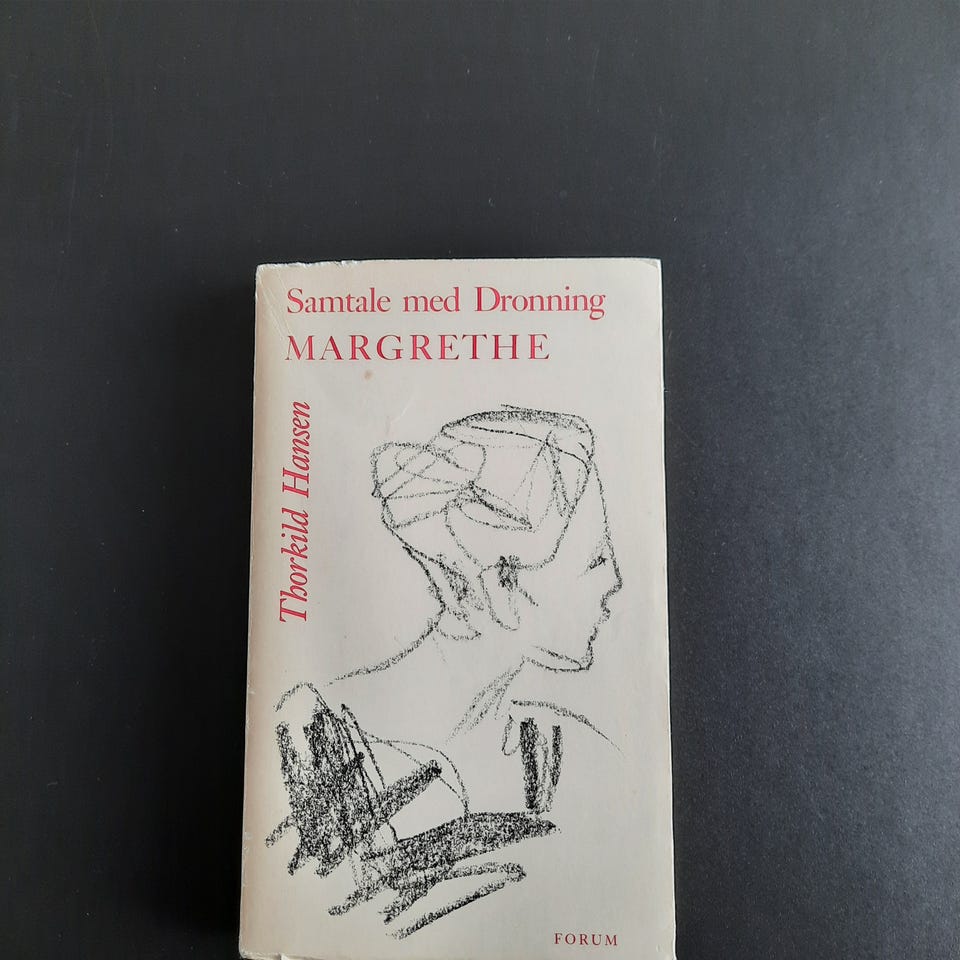 Samtale med Dronning
MARGRETHE
Thorkild Hansen
FORUM